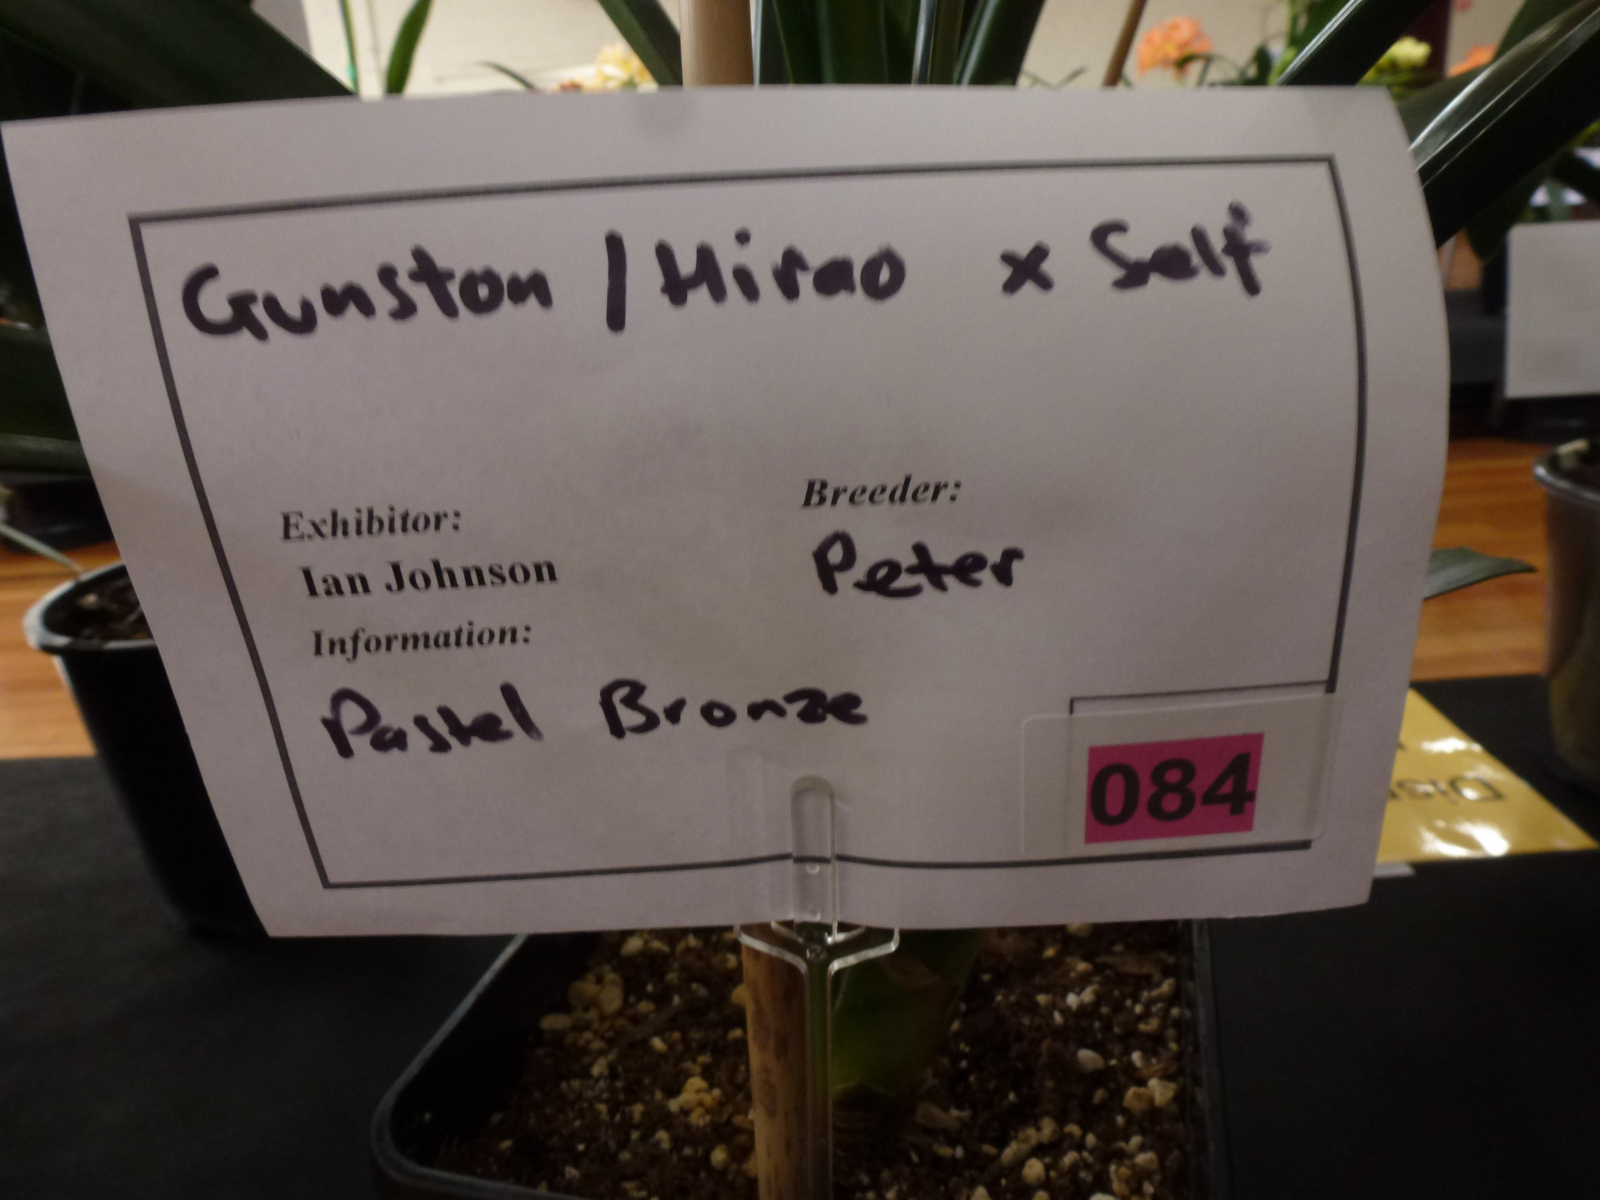 Gunston / Hirao x Self
Exhibitor:
Ian Johnson
Breeder:
Peter
Information:
Pastel Bronze
084